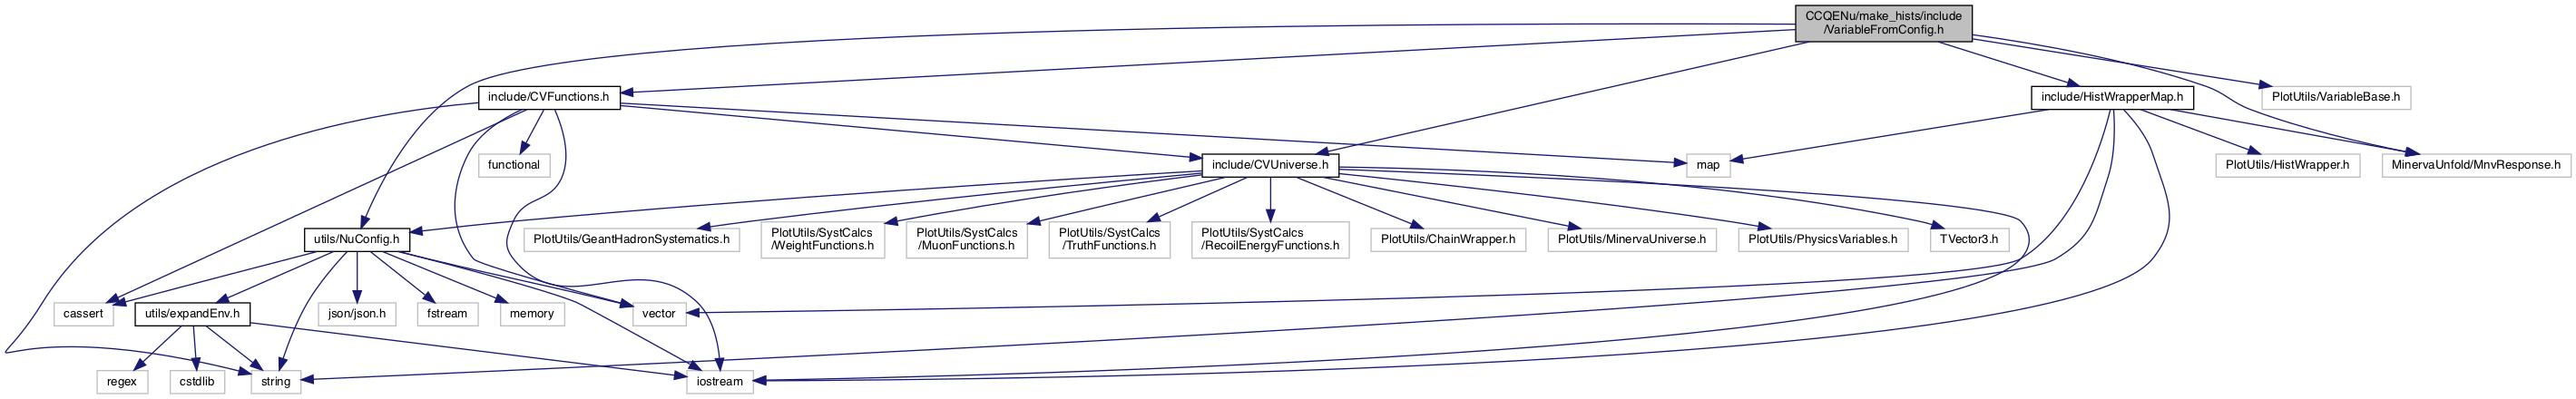 CCQENu/make_hists/include
/VariableFromConfig.h
include/CVFunctions.h
include/HistWrapperMap.h
PlotUtils/VariableBase.h
functional
include/CVUniverse.h
map
PlotUtils/HistWrapper.h
MinervaUnfold/MnvResponse.h
utils/NuConfig.h
PlotUtils/GeantHadronSystematics.h
PlotUtils/SystCalcs
/WeightFunctions.h
PlotUtils/SystCalcs
/MuonFunctions.h
PlotUtils/SystCalcs
/TruthFunctions.h
PlotUtils/SystCalcs
/RecoilEnergyFunctions.h
PlotUtils/ChainWrapper.h
PlotUtils/MinervaUniverse.h
PlotUtils/PhysicsVariables.h
TVector3.h
cassert
utils/expandEnv.h
json/json.h
fstream
memory
vector
regex
cstdlib
string
iostream